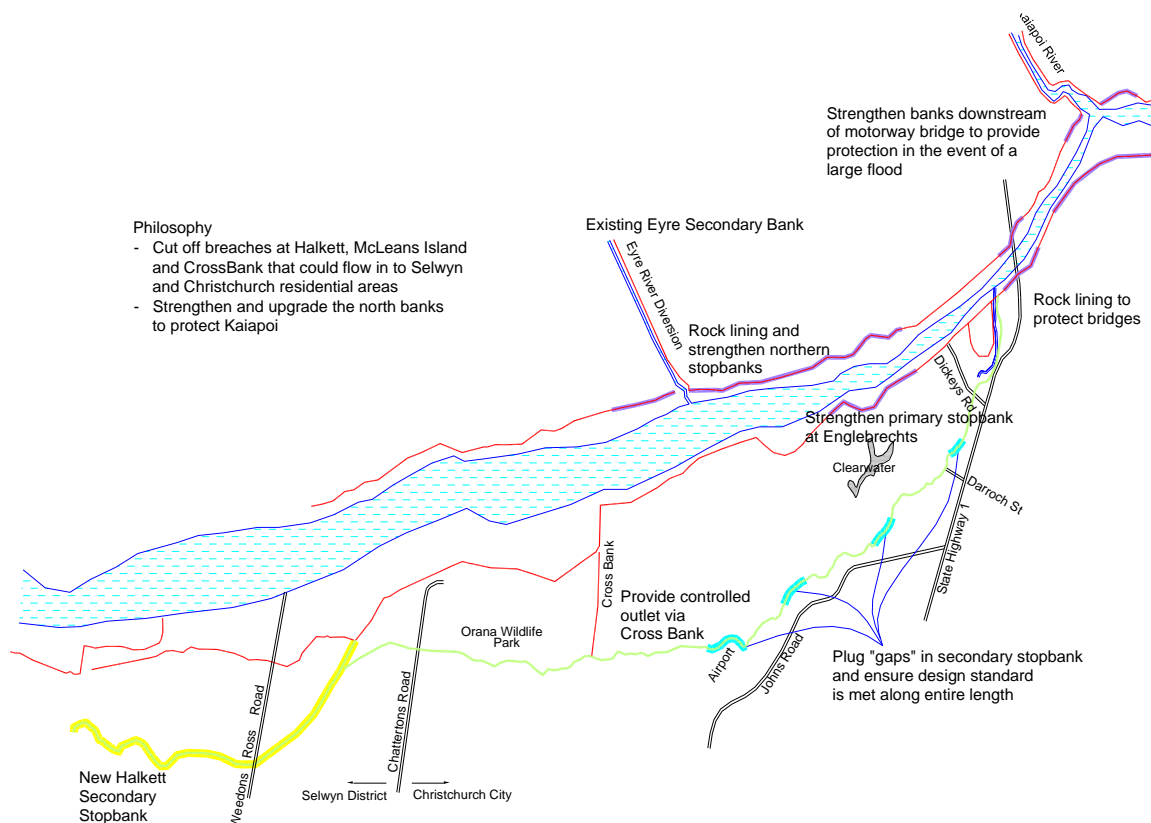 Kaiapoi River
Strengthen banks downstream
of motorway bridge to provide
protection in the event of a
large flood
Philosophy
- Cut off breaches at Halkett, McLeans Island
and CrossBank that could flow in to Selwyn
and Christchurch residential areas
- Strengthen and upgrade the north banks
to protect Kaiapoi
Existing Eyre Secondary Bank
Eyre River Diversion
Rock lining and
strengthen northern
stopbanks
Rock lining to
protect bridges
Dickeys Rd
Strengthen primary stopbank
at Englebrechts
Clearwater
Darroch St
State Highway 1
Cross Bank
Provide controlled
outlet via
Cross Bank
Orana Wildlife
Park
Airport
Johns Road
Plug "gaps" in secondary stopbank
and ensure design standard
is met along entire length
Weedons Ross Road
Chattertons Road
New Halkett
Secondary
Stopbank
Selwyn District
Christchurch City